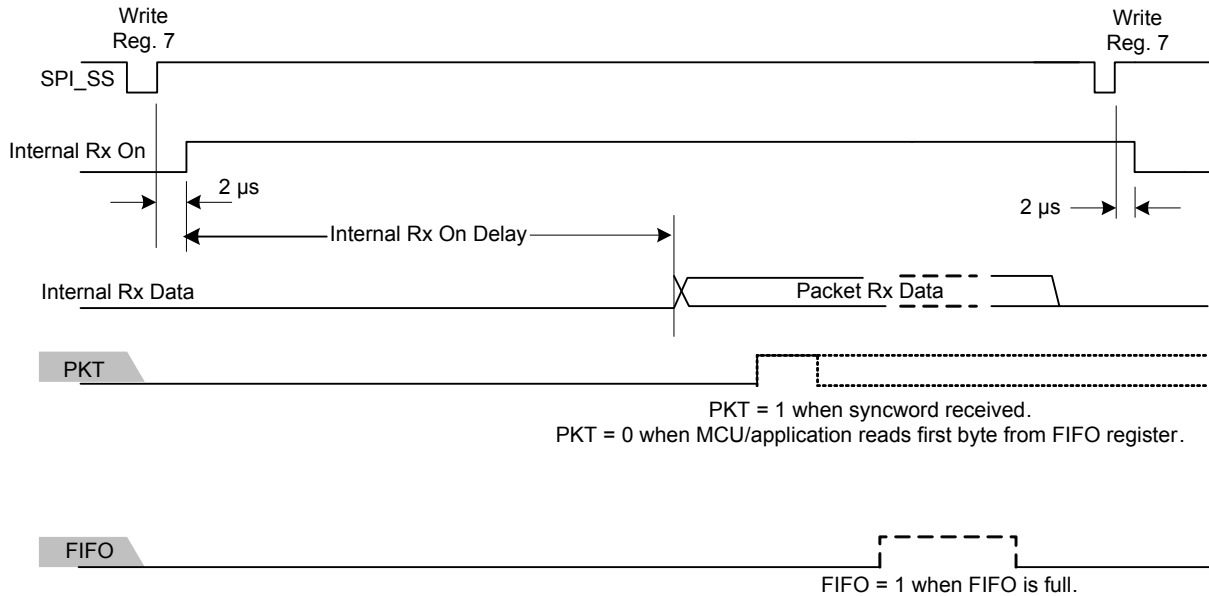 Write
Reg. 7
Write
Reg. 7
SPI_SS
Internal Rx On
2 µs
2 µs
Internal Rx On Delay
Internal Rx Data
Packet Rx Data
PKT
PKT = 1 when syncword received.
PKT = 0 when MCU/application reads first byte from FIFO register.
FIFO
FIFO = 1 when FIFO is full.